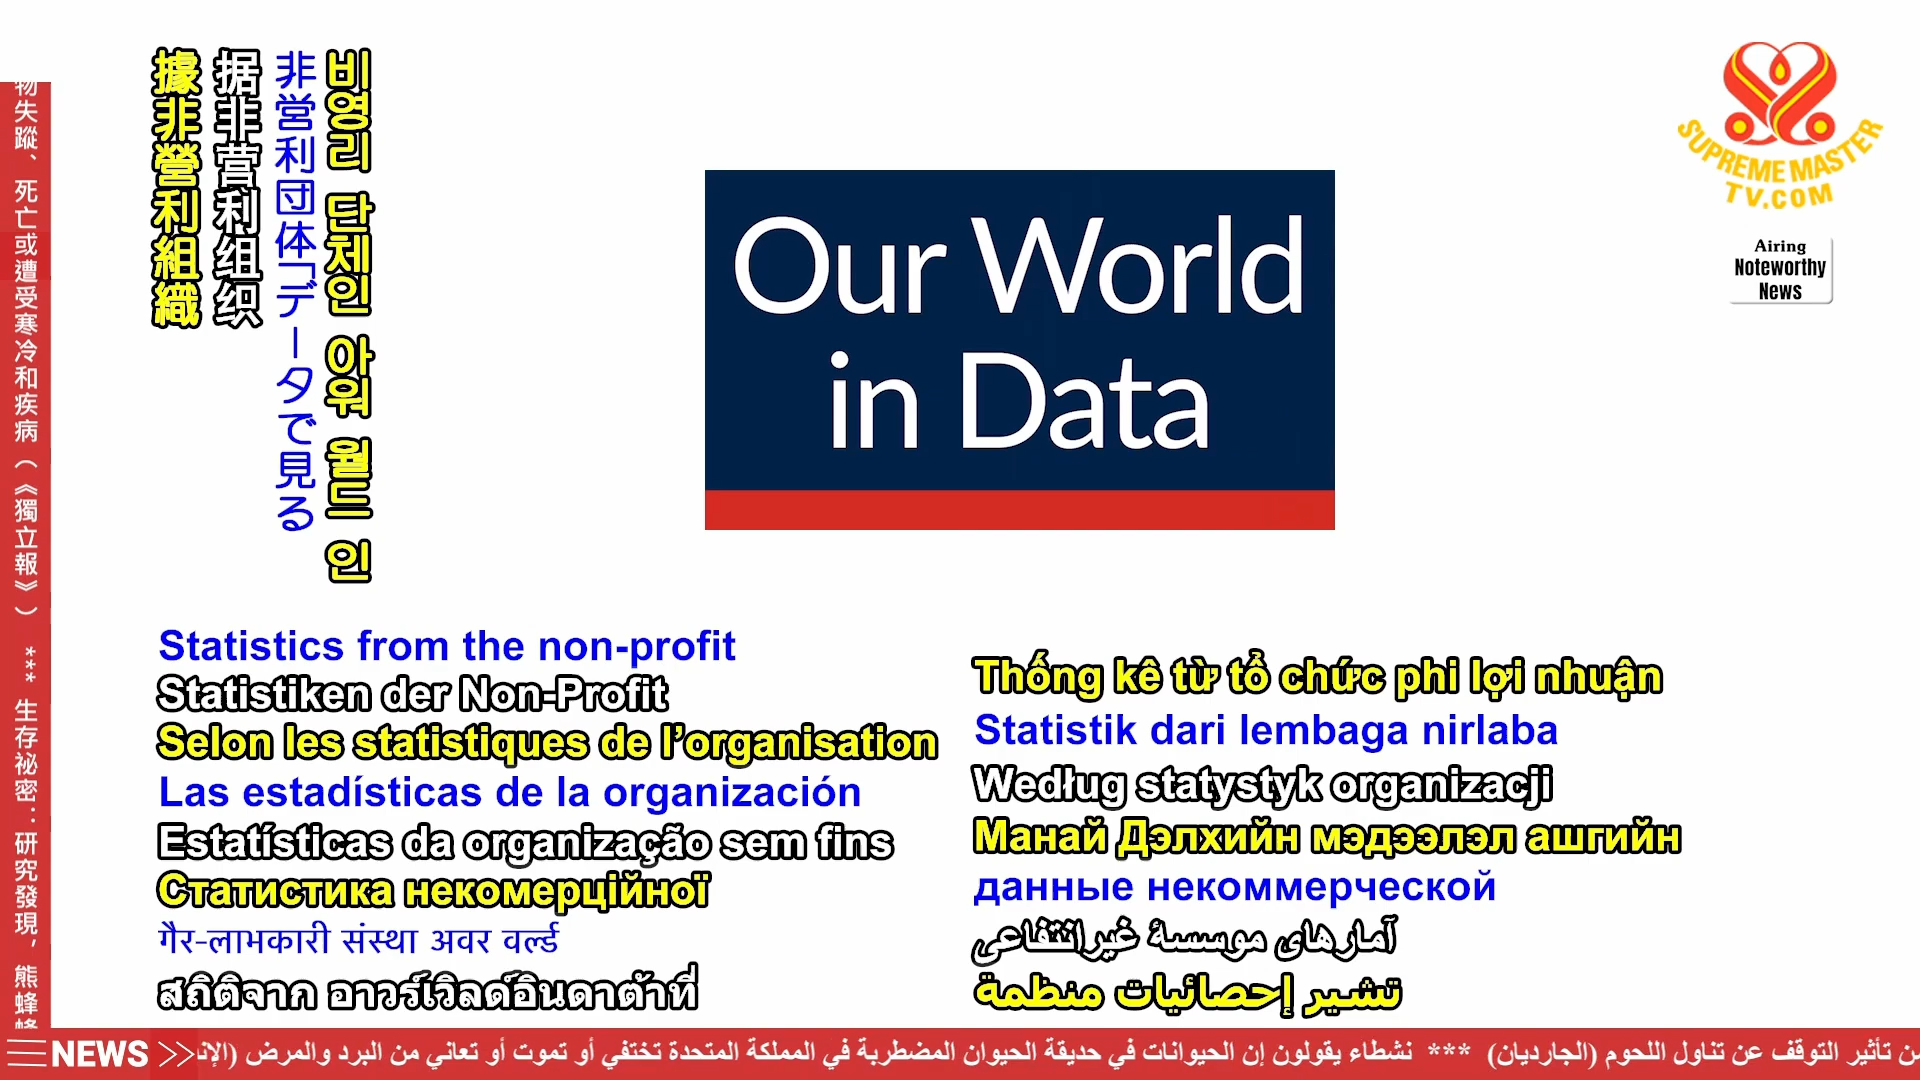 據非營利組織
据非营利组织
非営利団体「データで見る
비영리 단체인 아워 월드 인
Our World
in Data
SUPREME MASTER
TV.COM
Airing
Noteworthy
News
Statistics from the non-profit
Statistiken der Non-Profit
Selon les statistiques de l’organisation
Las estadísticas de la organización
Estatísticas da organização sem fins
Статистика некомерційної
गैर-लाभकारी संस्था अवर वर्ल्ड
สถิติจาก อาวร์เวิลด์อินดาต้าที่
Thống kê từ tổ chức phi lợi nhuận
Statistik dari lembaga nirlaba
Według statystyk organizacji
Манай Дэлхийн мэдээлэл ашгийн
данные некоммерческой
آمارهای موسسهٔ غیرانتفاعی
تشير إحصائيات منظمة
物失蹤、死亡或遭受寒冷和疾病（《獨立報》） *** 生存祕密：研究發現，熊蜂
NEWS
من تأثير التوقف عن تناول اللحوم (الجارديان) *** نشطاء يقولون إن الحيوانات في حديقة الحيوان المضطربة في المملكة المتحدة تختفي أو تموت أو تعاني من البرد والمرض